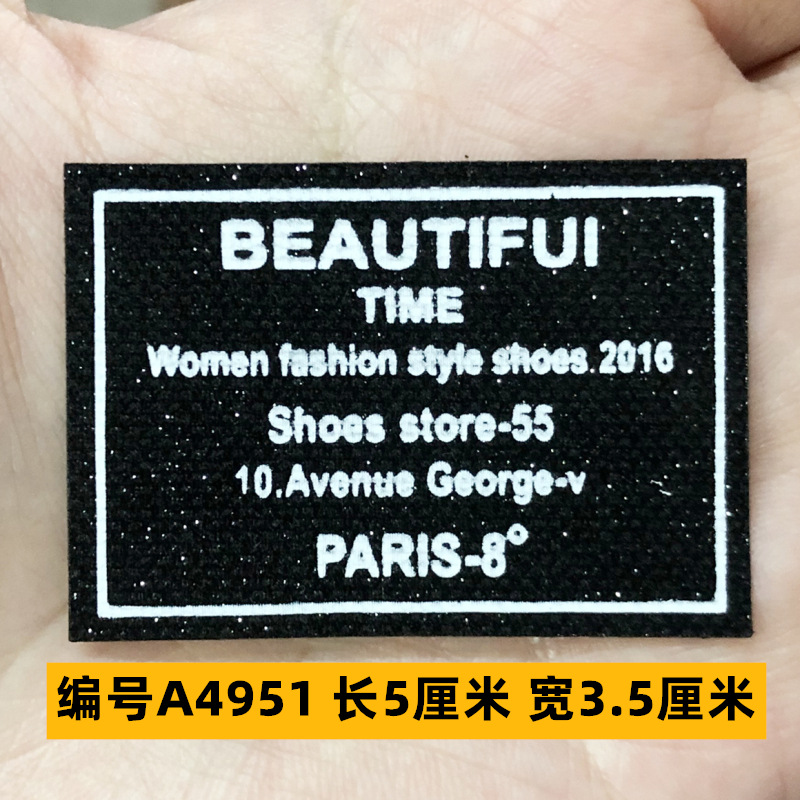 BEAUTIFUI
TIME
Women fashion style shoes.2016
Shoes store-55
10.Avenue George-v
PARIS-8°
编号A4951 长5厘米 宽3.5厘米